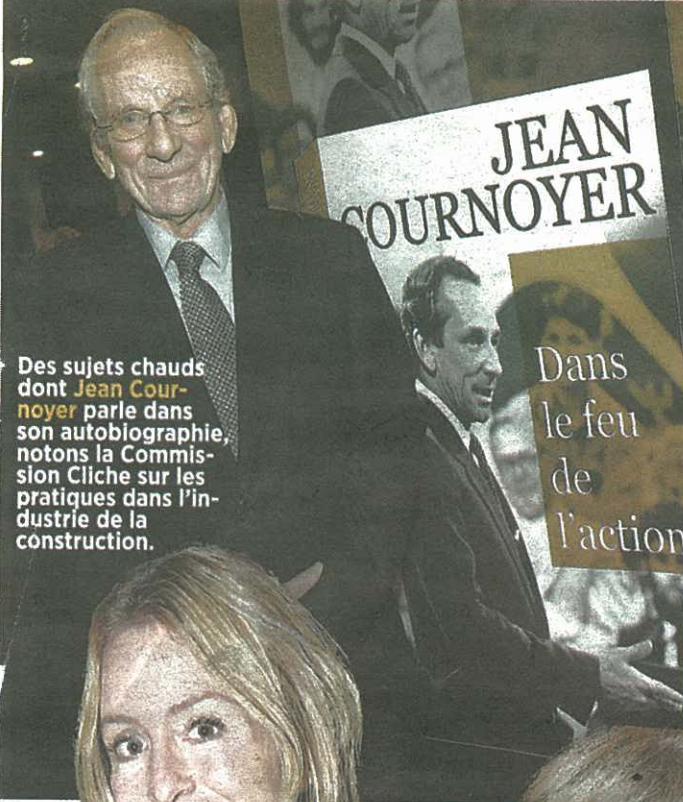 JEAN
COURNOYER
Dans
le feu
de
l'action
Des sujets chauds
dont Jean Cour-
noyer parle dans
son autobiographie,
notons la Commis-
sion Cliche sur les
pratiques dans l'in-
dustrie de la
construction.